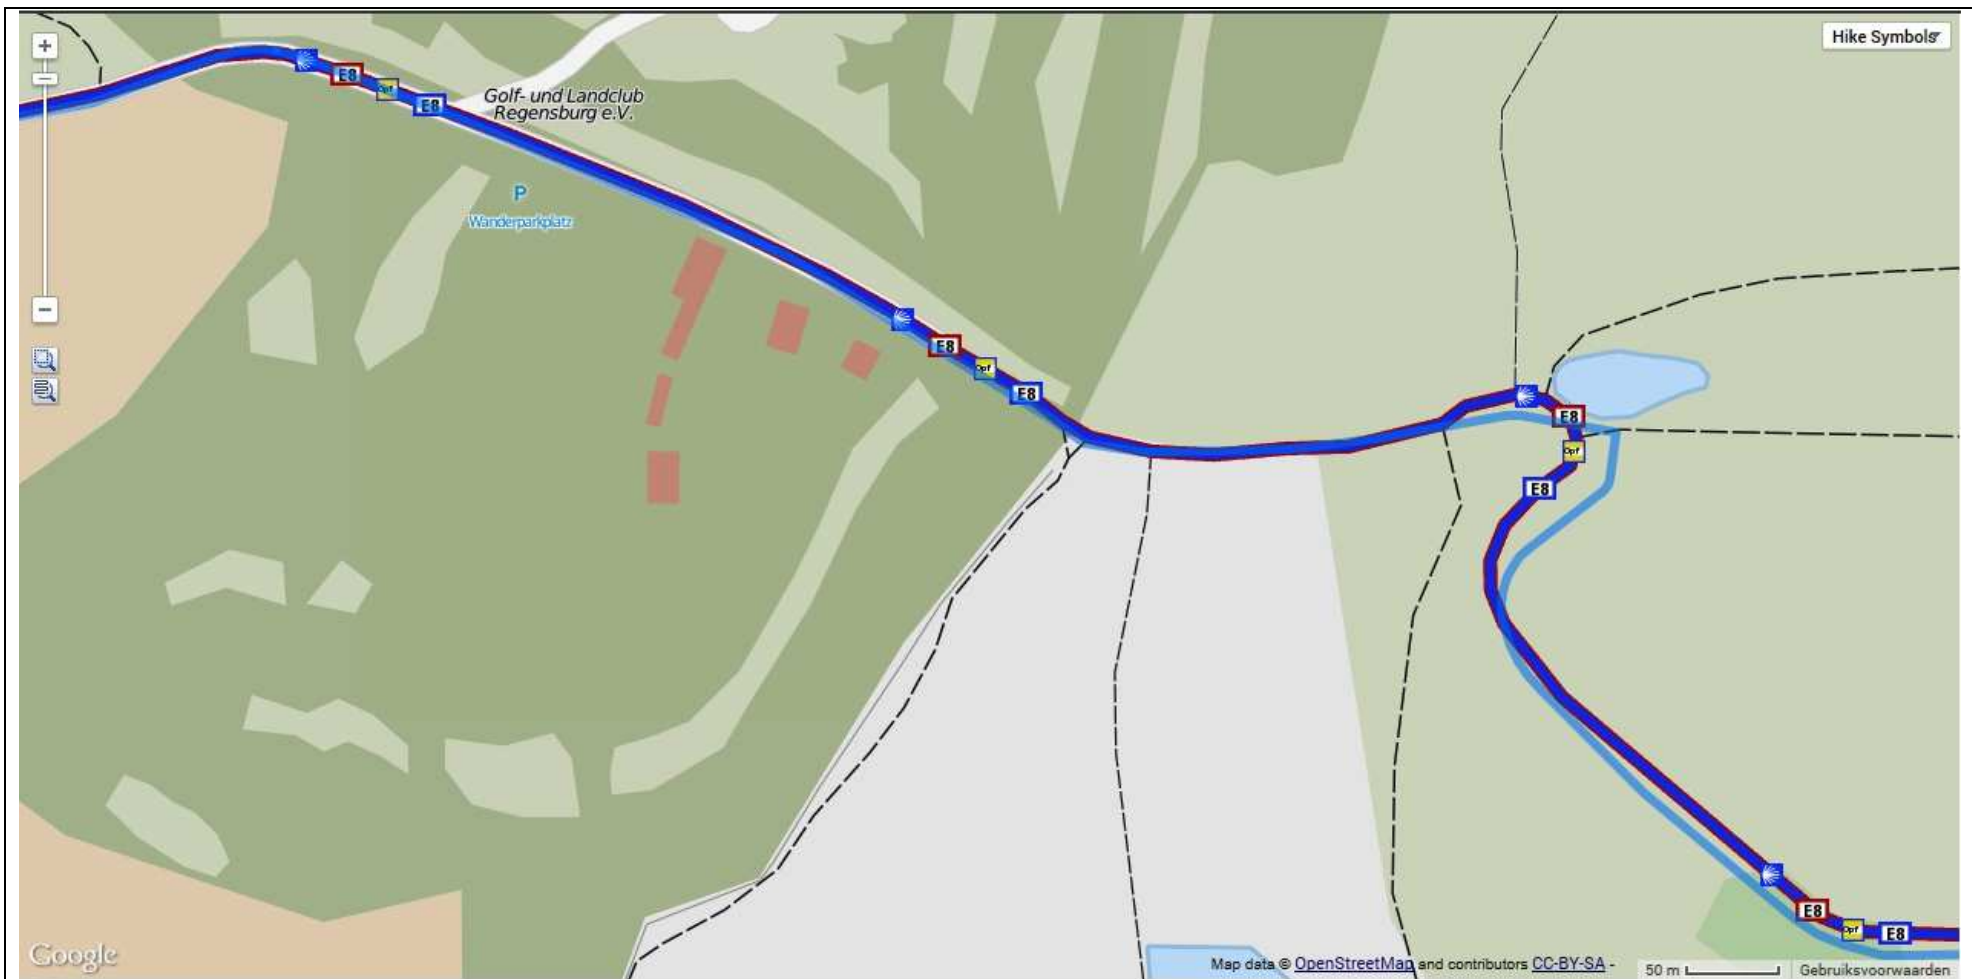 Hike Symbols
E8
Opf
E8
Golf- und Landclub
Regensburg e.V.
P
Wanderparkplatz
E8
Opf
E8
E8
Opf
E8
E8
Opf
E8
Google
Map data © OpenStreetMap and contributors CC-BY-SA -
50 m
Gebruiksvoorwaarden